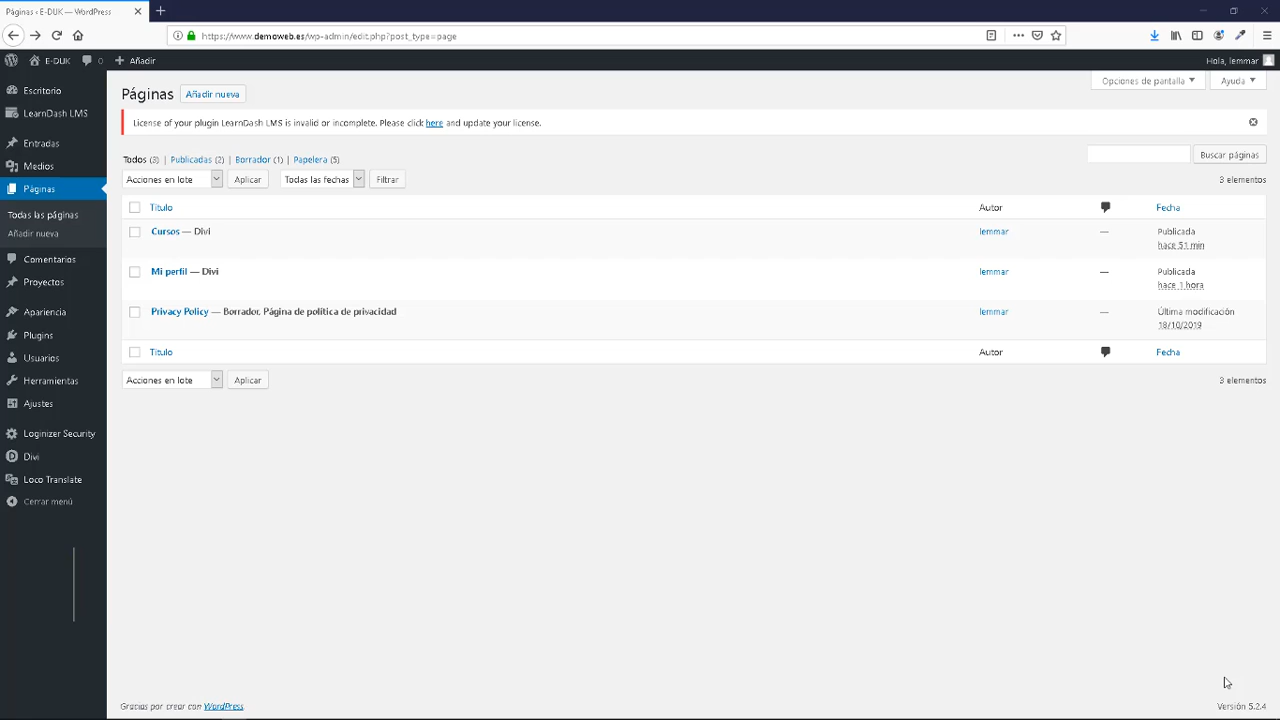 Páginas ‹ E-DUK — WordPress
https://www.demoweb.es/wp-admin/edit.php?post_type=page
E-DUK 0 Añadir Hola, lemmar
Escritorio
LearnDash LMS
Entradas
Medios
Páginas
Todas las páginas
Añadir nueva
Comentarios
Proyectos
Apariencia
Plugins
Usuarios
Herramientas
Ajustes
Loginizer Security
Divi
Loco Translate
Cerrar menú
Opciones de pantalla Ayuda
Páginas Añadir nueva
License of your plugin LearnDash LMS is invalid or incomplete. Please click here and update your license.
Todos (3) | Publicadas (2) | Borrador (1) | Papelera (5)
Buscar páginas
Acciones en lote Aplicar Todas las fechas Filtrar 3 elementos
Título Autor Fecha
Cursos — Divi lemmar — Publicada
hace 51 min
Mi perfil — Divi lemmar — Publicada
hace 1 hora
Privacy Policy — Borrador, Página de política de privacidad lemmar — Última modificación
18/10/2019
Título Autor Fecha
Acciones en lote Aplicar 3 elementos
Gracias por crear con WordPress. Versión 5.2.4